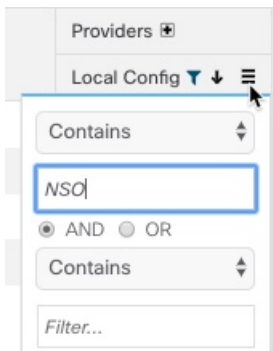 Providers
Local Config
Contains
NSO
AND OR
Contains
Filter...